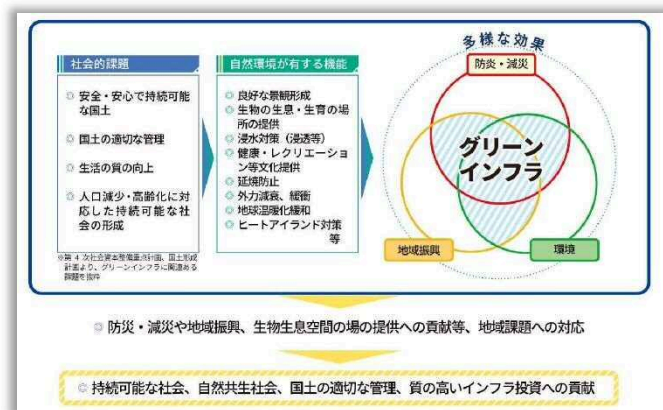 社会的課題
安全・安心で持続可能
な国土
国土の適切な管理
生活の質の向上
人口減少・高齢化に対
応した持続可能な社
会の形成
※第 4 次社会資本整備重点計画、国土形成
計画より、グリーンインフラに関連ある
課題を抜粋
自然環境が有する機能
良好な景観形成
生物の生息・生育の場
所の提供
浸水対策（浸透等）
健康・レクリエーショ
ン等文化提供
延焼防止
外力減衰、緩衝
地球温暖化緩和
ヒートアイランド対策
等
多様な効果
防炎・減災
グリーン
インフラ
地域振興
環境
防災・減災や地域振興、生物生息空間の場の提供への貢献等、地域課題への対応
持続可能な社会、自然共生社会、国土の適切な管理、質の高いインフラ投資への貢献